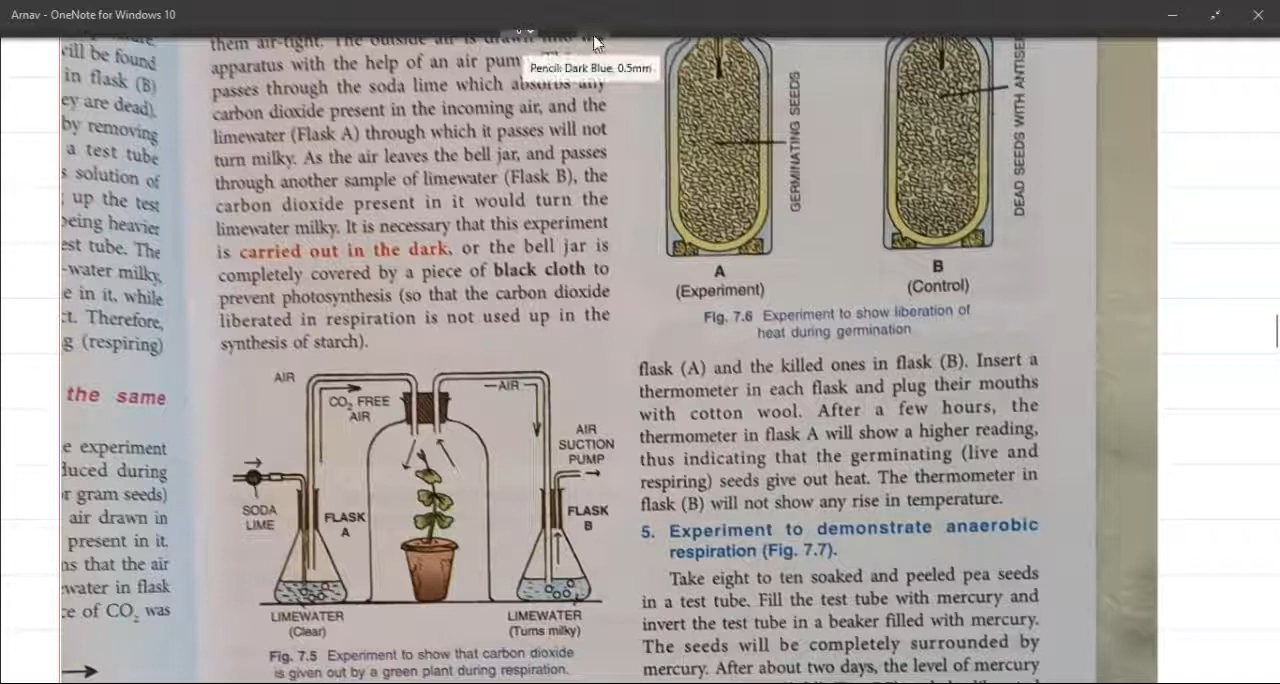 Arnav - OneNote for Windows 10
Pencil: Dark Blue, 0.5mm
will be found
in flask (B)
ey are dead).
by removing
a test tube
s solution of
up the test
being heavier
est tube. The
-water milky,
e in it, while
ct. Therefore,
g (respiring)
the same
e experiment
duced during
r gram seeds)
air drawn in
present in it.
ns that the air
ewater in flask
ce of CO₂ was
them air-tight. The outside air is drawn into
apparatus with the help of an air pum
passes through the soda lime which absorbs any
carbon dioxide present in the incoming air, and the
limewater (Flask A) through which it passes will not
turn milky. As the air leaves the bell jar, and passes
through another sample of limewater (Flask B), the
carbon dioxide present in it would turn the
limewater milky. It is necessary that this experiment
is carried out in the dark, or the bell jar is
completely covered by a piece of black cloth to
prevent photosynthesis (so that the carbon dioxide
liberated in respiration is not used up in the
synthesis of starch).
AIR
CO₂ FREE
AIR
AIR
AIR
SUCTION
PUMP
SODA
LIME
FLASK
A
FLASK
B
LIMEWATER
(Clear)
LIMEWATER
(Turns milky)
Fig. 7.5 Experiment to show that carbon dioxide
is given out by a green plant during respiration.
GERMINATING SEEDS
DEAD SEEDS WITH ANTISE
A
(Experiment)
B
(Control)
Fig. 7.6 Experiment to show liberation of
heat during germination
flask (A) and the killed ones in flask (B). Insert a
thermometer in each flask and plug their mouths
with cotton wool. After a few hours, the
thermometer in flask A will show a higher reading,
thus indicating that the germinating (live and
respiring) seeds give out heat. The thermometer in
flask (B) will not show any rise in temperature.
5. Experiment to demonstrate anaerobic
respiration (Fig. 7.7).
Take eight to ten soaked and peeled pea seeds
in a test tube. Fill the test tube with mercury and
invert the test tube in a beaker filled with mercury.
The seeds will be completely surrounded by
mercury. After about two days, the level of mercury